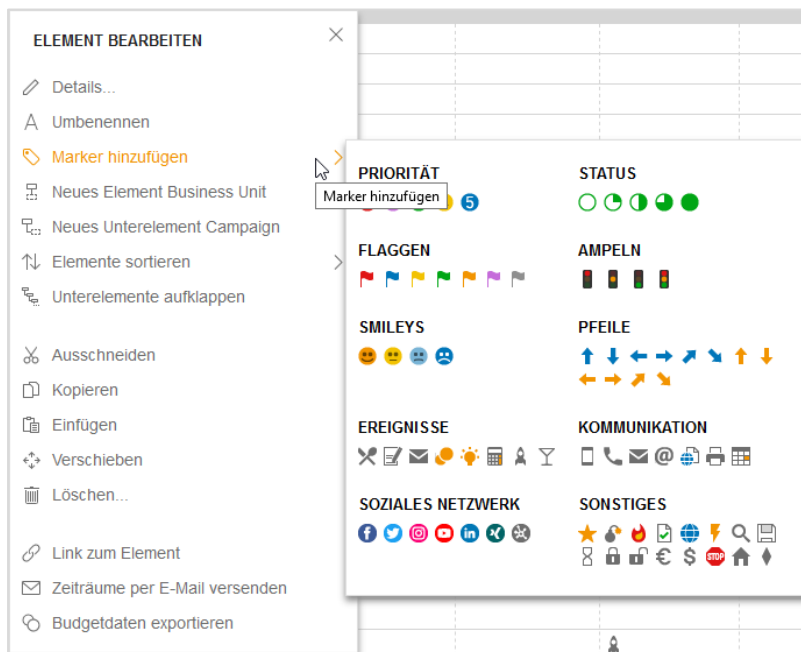 ELEMENT BEARBEITEN
Details...
Umbenennen
Marker hinzufügen
Neues Element Business Unit
Neues Unterelement Campaign
Elemente sortieren
Unterelemente aufklappen
Ausschneiden
Kopieren
Einfügen
Verschieben
Löschen...
Link zum Element
Zeiträume per E-Mail versenden
Budgetdaten exportieren
Marker hinzufügen
PRIORITÄT
5
STATUS
FLAGGEN
AMPELN
SMILEYS
PFEILE
EREIGNISSE
KOMMUNIKATION
@
SOZIALES NETZWERK
SONSTIGES
€ $ STOP